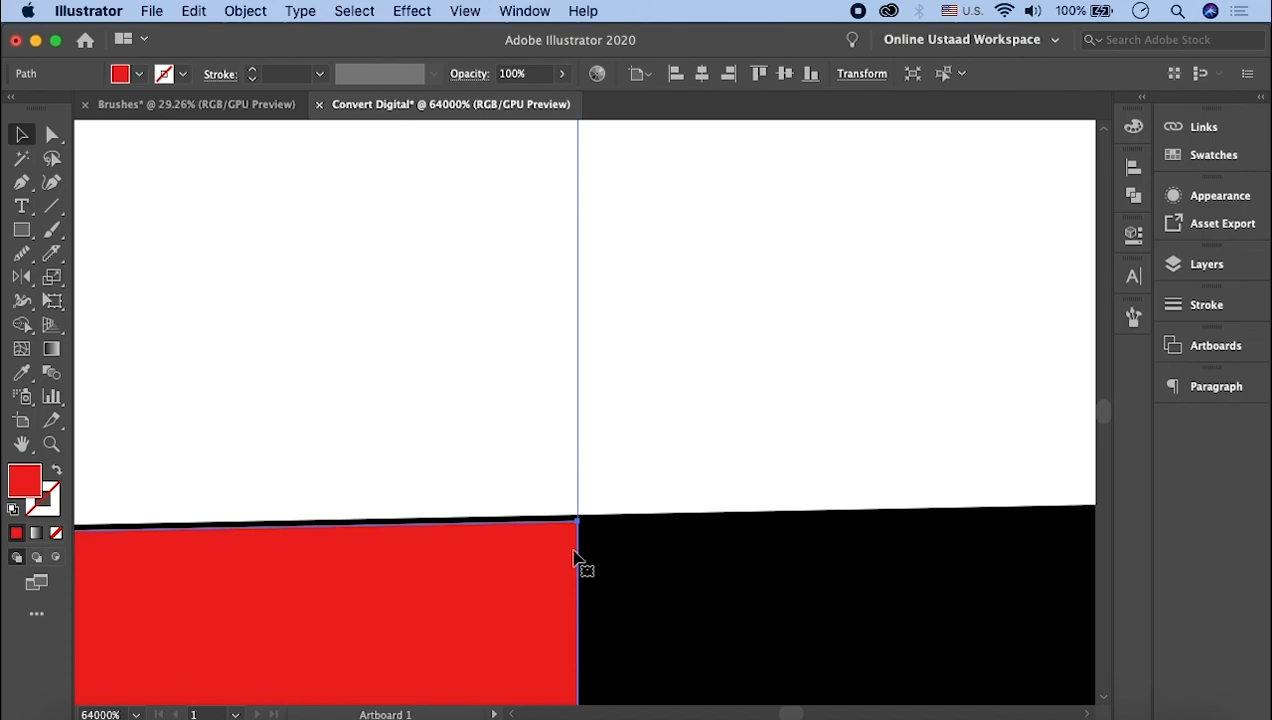 Illustrator File Edit Object Type Select Effect View Window Help U.S. 100%
Adobe Illustrator 2020 Online Ustaad Workspace Search Adobe Stock
Path Stroke: Opacity: 100% Transform
Brushes* @ 29.26% (RGB/GPU Preview) Convert Digital* @ 64000% (RGB/GPU Preview)
Links
Swatches
Appearance
Asset Export
Layers
Stroke
Artboards
Paragraph
64000% 1 Artboard 1